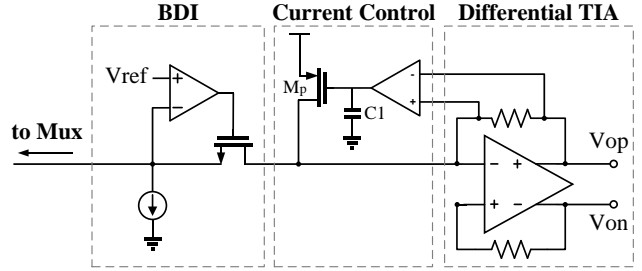 BDI Current Control Differential TIA
Vref
+
−
to Mux
Mp
C1
-
+
− +
+ −
Vop
Von